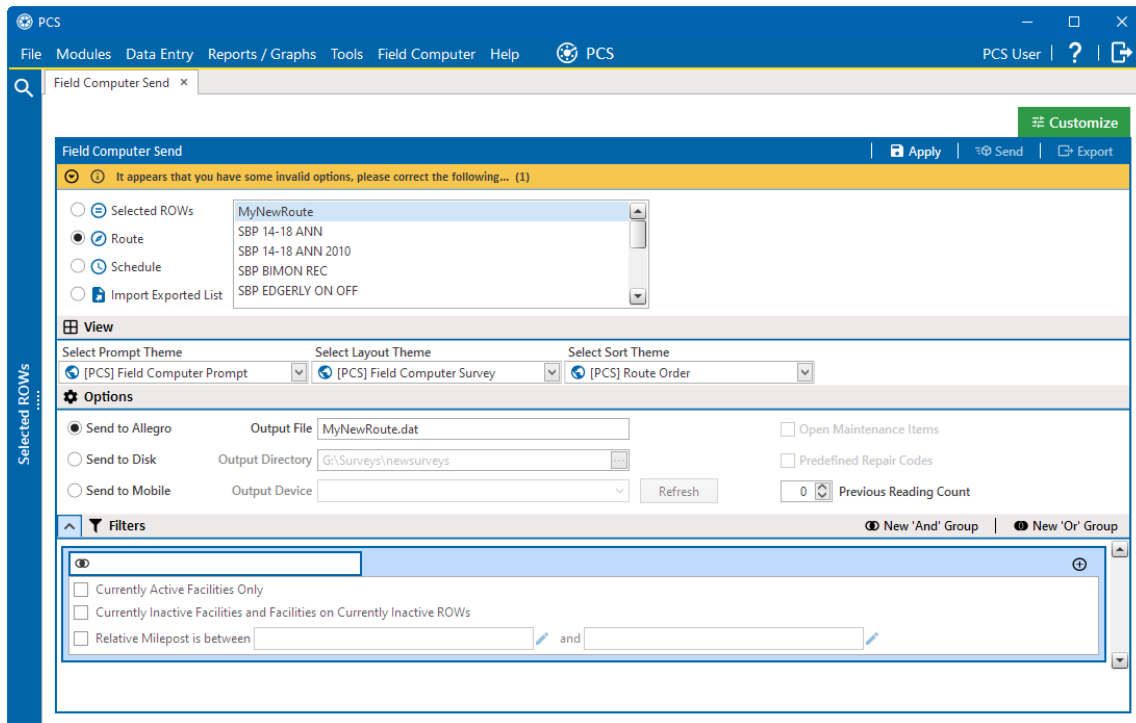 PCS
File Modules Data Entry Reports / Graphs Tools Field Computer Help PCS PCS User | ? |
Field Computer Send ×
Customize
Field Computer Send Apply Send Export
It appears that you have some invalid options, please correct the following... (1)
Selected ROWs
Route
Schedule
Import Exported List
MyNewRoute
SBP 14-18 ANN
SBP 14-18 ANN 2010
SBP BIMON REC
SBP EDGERLY ON OFF
View
Select Prompt Theme Select Layout Theme Select Sort Theme
[PCS] Field Computer Prompt [PCS] Field Computer Survey [PCS] Route Order
Options
Send to Allegro Output File MyNewRoute.dat Open Maintenance Items
Send to Disk Output Directory G:\Surveys\newsurveys ... Predefined Repair Codes
Send to Mobile Output Device Refresh 0 Previous Reading Count
Filters New 'And' Group New 'Or' Group
Currently Active Facilities Only
Currently Inactive Facilities and Facilities on Currently Inactive ROWs
Relative Milepost is between and
Selected ROWs